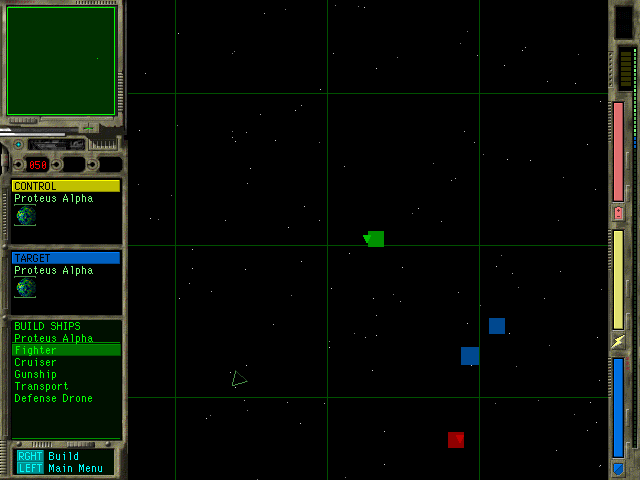 050
CONTROL
Proteus Alpha
TARGET
Proteus Alpha
BUILD SHIPS
Proteus Alpha
Fighter
Cruiser
Gunship
Transport
Defense Drone
RGHT Build
LEFT Main Menu